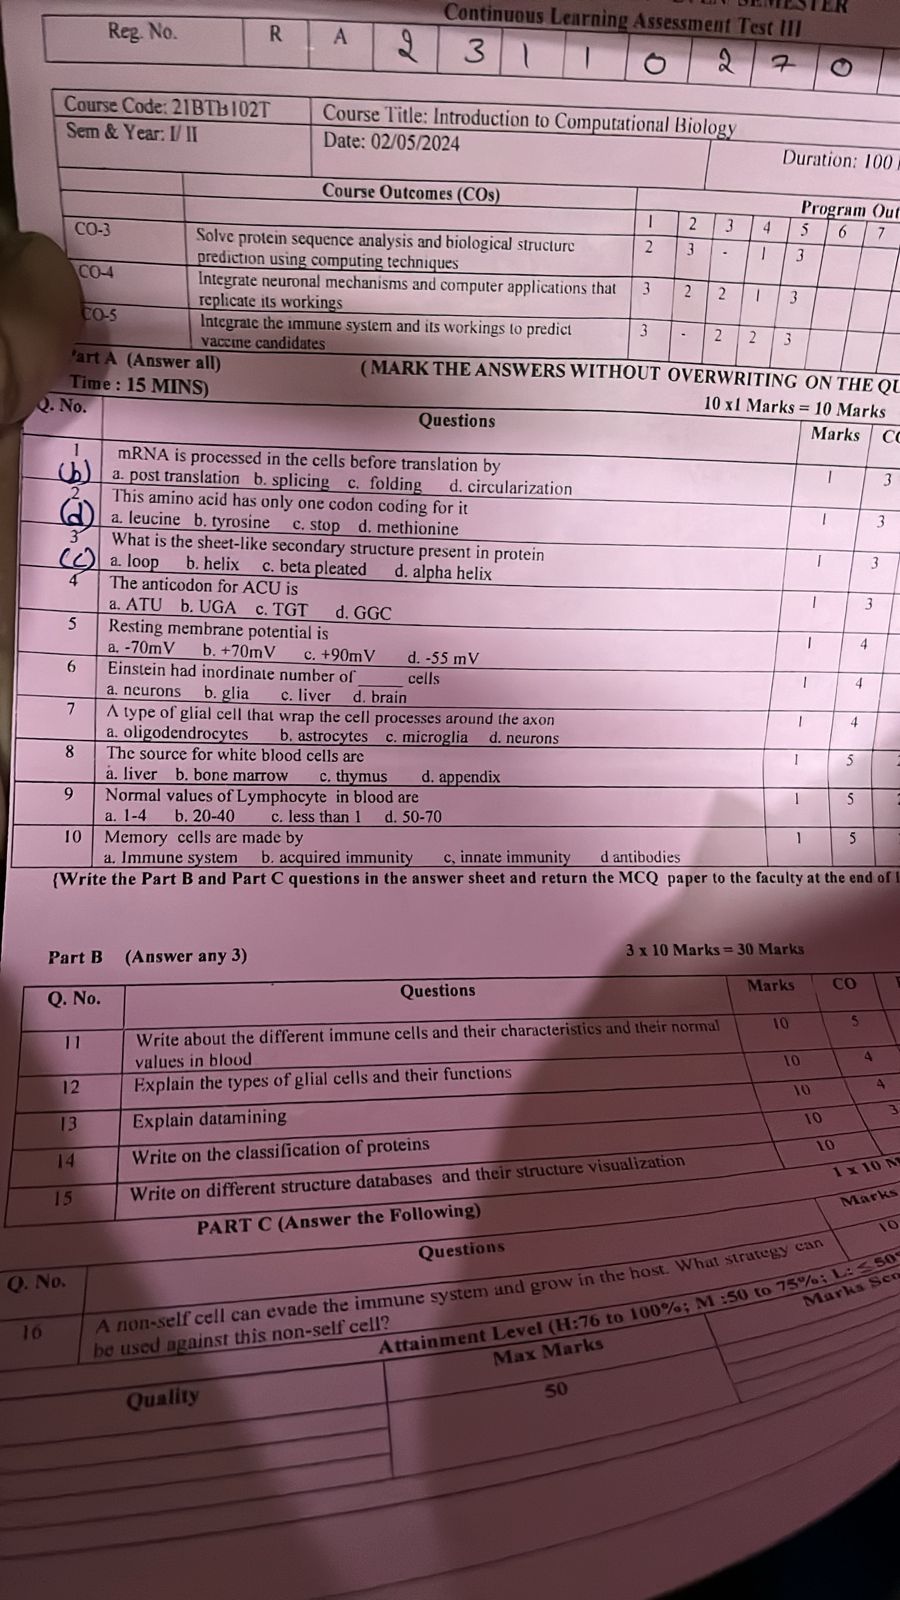 SEMESTER
Continuous Learning Assessment Test III
Reg. No. R A 2 3 1 1 0 2 7 0
Course Code: 21BTB102T Course Title: Introduction to Computational Biology
Sem & Year: I/ II Date: 02/05/2024 Duration: 100
Course Outcomes (COs) Program Out
1 2 3 4 5 6 7
CO-3 Solve protein sequence analysis and biological structure 2 3 - 1 3
prediction using computing techniques
CO-4 Integrate neuronal mechanisms and computer applications that 3 2 2 1 3
replicate its workings
CO-5 Integrate the immune system and its workings to predict 3 - 2 2 3
vaccine candidates
Part A (Answer all) (MARK THE ANSWERS WITHOUT OVERWRITING ON THE QU
Time : 15 MINS) 10 x1 Marks = 10 Marks
Q. No. Questions Marks CO
1 mRNA is processed in the cells before translation by 1 3
(b) a. post translation b. splicing c. folding d. circularization
2 This amino acid has only one codon coding for it 1 3
(d) a. leucine b. tyrosine c. stop d. methionine
3 What is the sheet-like secondary structure present in protein 1 3
(c) a. loop b. helix c. beta pleated d. alpha helix
4 The anticodon for ACU is 1 3
a. ATU b. UGA c. TGT d. GGC
5 Resting membrane potential is 1 4
a. -70mV b. +70mV c. +90mV d. -55 mV
6 Einstein had inordinate number of _____ cells 1 4
a. neurons b. glia c. liver d. brain
7 A type of glial cell that wrap the cell processes around the axon 1 4
a. oligodendrocytes b. astrocytes c. microglia d. neurons
8 The source for white blood cells are 1 5
a. liver b. bone marrow c. thymus d. appendix
9 Normal values of Lymphocyte in blood are 1 5
a. 1-4 b. 20-40 c. less than 1 d. 50-70
10 Memory cells are made by 1 5
a. Immune system b. acquired immunity c, innate immunity d antibodies
{Write the Part B and Part C questions in the answer sheet and return the MCQ paper to the faculty at the end of
Part B (Answer any 3) 3 x 10 Marks = 30 Marks
Q. No. Questions Marks CO
11 Write about the different immune cells and their characteristics and their normal 10 5
values in blood
12 Explain the types of glial cells and their functions 10 4
13 Explain datamining 10 4
14 Write on the classification of proteins 10 3
15 Write on different structure databases and their structure visualization 10
PART C (Answer the Following) 1 x 10 M
Q. No. Questions Marks
16 A non-self cell can evade the immune system and grow in the host. What strategy can 10
be used against this non-self cell?
Attainment Level (H:76 to 100%; M :50 to 75%; L: ≤ 50%
Quality Max Marks Marks Sc
50